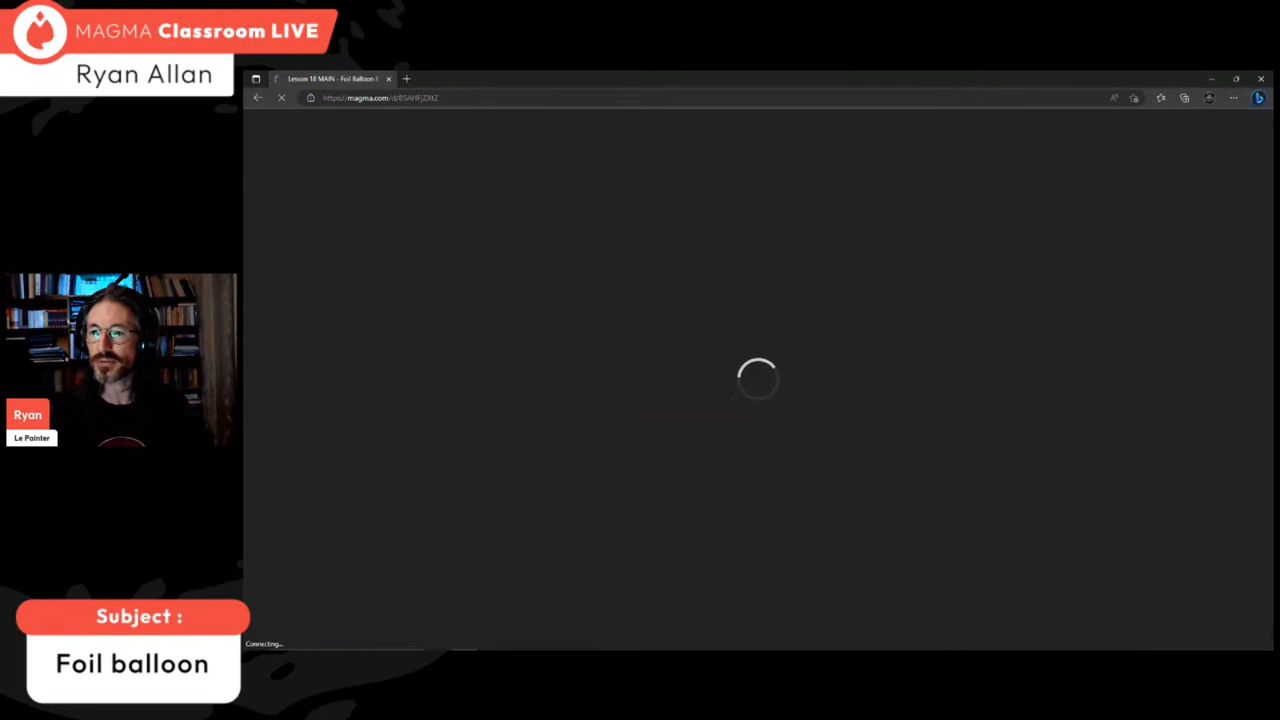 MAGMA Classroom LIVE
Ryan Allan
Lesson 18 MAIN - Foil Balloon
https://magma.com/d/
Ryan
Le Painter
Connecting...
Subject :
Foil balloon